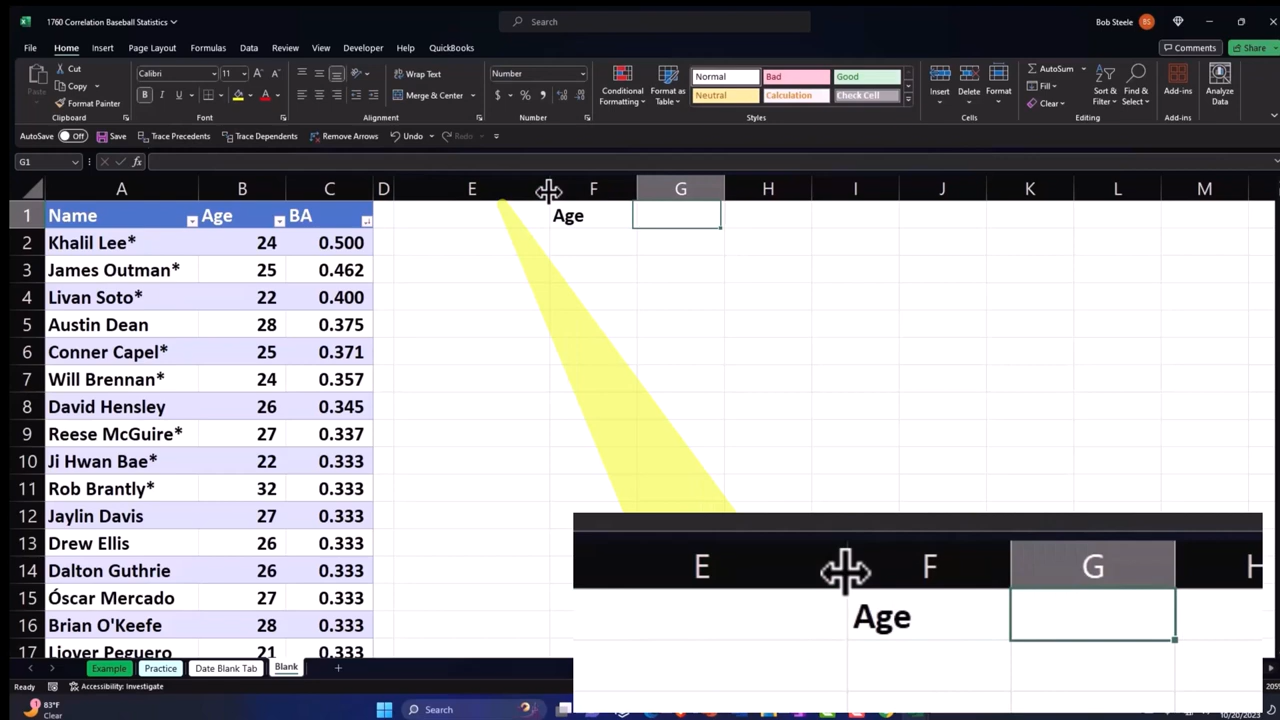 1760 Correlation Baseball Statistics
Search
Bob Steele
BS
File Home Insert Page Layout Formulas Data Review View Developer Help QuickBooks
Comments
Share
Paste
Cut
Copy
Format Painter
Clipboard
Calibri
11
B I U
Font
Wrap Text
Merge & Center
Alignment
Number
$ % 9
Number
Conditional Formatting
Format as Table
Normal
Bad
Good
Neutral
Calculation
Check Cell
Styles
Insert
Delete
Format
Cells
AutoSum
Fill
Clear
Sort & Filter
Find & Select
Editing
Add-ins
Add-ins
Analyze Data
AutoSave Off Save Trace Precedents Trace Dependents Remove Arrows Undo Redo
G1
fx
A B C D E F G H I J K L M
1 Name Age BA Age
2 Khalil Lee* 24 0.500
3 James Outman* 25 0.462
4 Livan Soto* 22 0.400
5 Austin Dean 28 0.375
6 Conner Capel* 25 0.371
7 Will Brennan* 24 0.357
8 David Hensley 26 0.345
9 Reese McGuire* 27 0.337
10 Ji Hwan Bae* 22 0.333
11 Rob Brantly* 32 0.333
12 Jaylin Davis 27 0.333
13 Drew Ellis 26 0.333
14 Dalton Guthrie 26 0.333
15 Óscar Mercado 27 0.333
16 Brian O'Keefe 28 0.333
17 Liover Peguero 21 0.333
E F G H
Age
Example Practice Date Blank Tab Blank
Ready
Accessibility: Investigate
205%
83°F
Clear
Search
10/20/2023